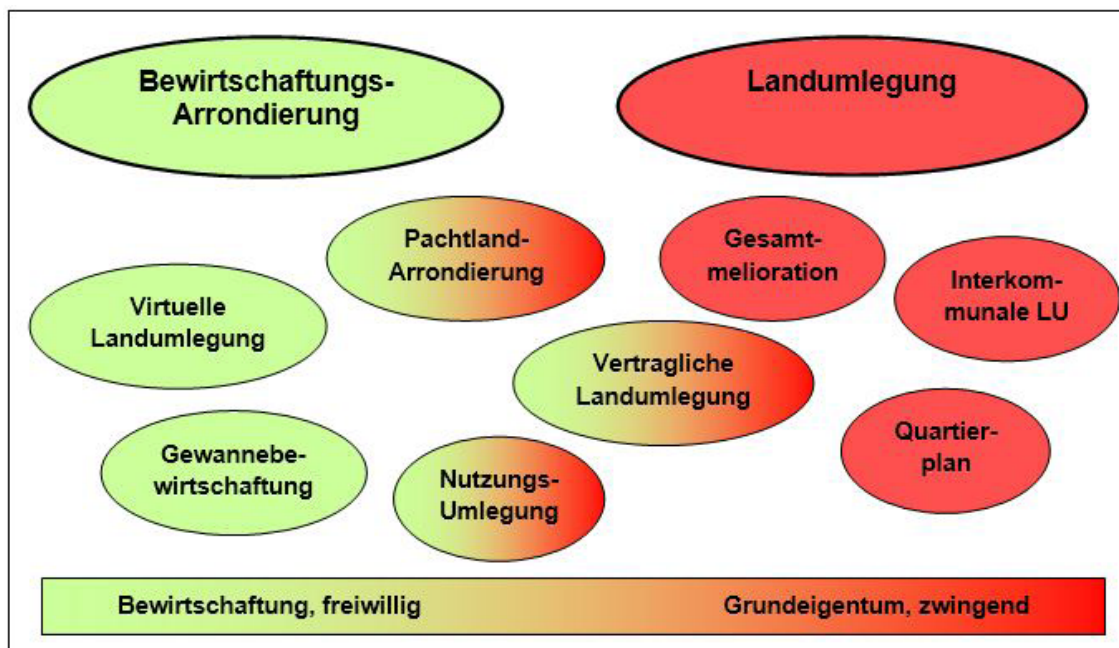 Bewirtschaftungs-
Arrondierung
Landumlegung
Pachtland-
Arrondierung
Gesamt-
melioration
Interkom-
munale LU
Virtuelle
Landumlegung
Vertragliche
Landumlegung
Quartier-
plan
Gewannebe-
wirtschaftung
Nutzungs-
Umlegung
Bewirtschaftung, freiwillig
Grundeigentum, zwingend